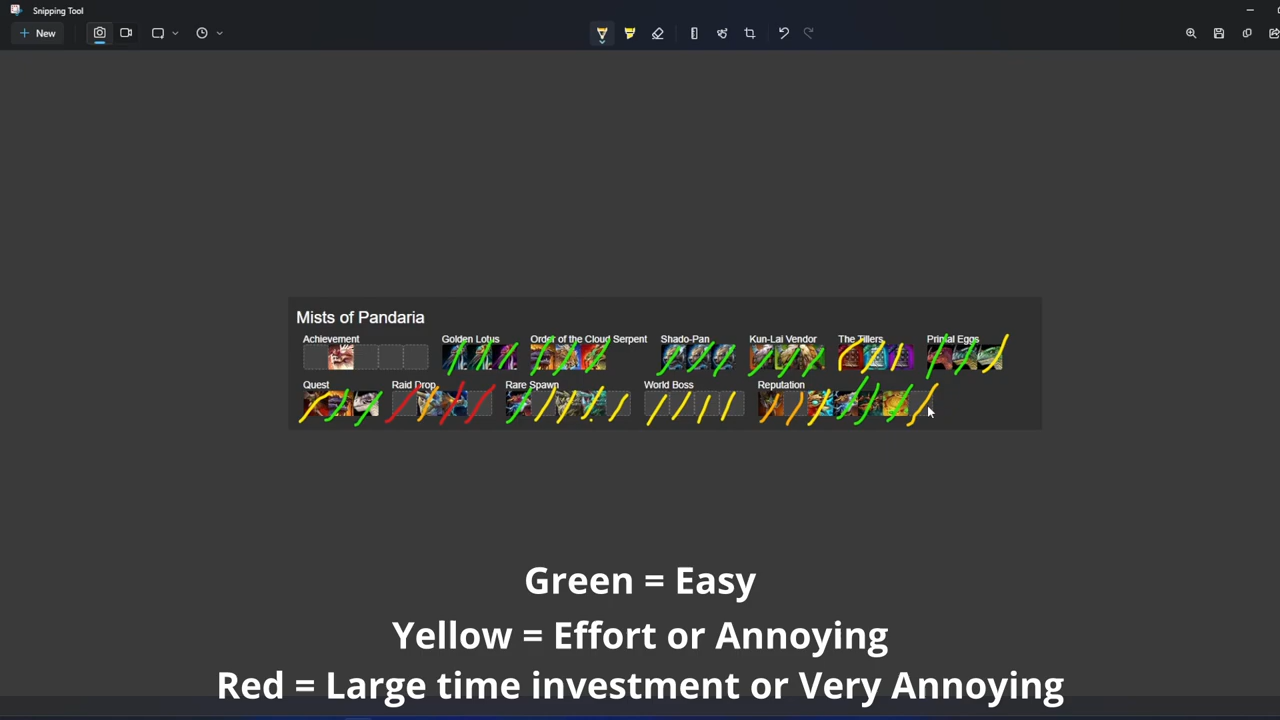 Snipping Tool
New
Mists of Pandaria
Achievement
Golden Lotus
Order of the Cloud Serpent
Shado-Pan
Kun-Lai Vendor
The Tillers
Primal Eggs
Quest
Raid Drop
Rare Spawn
World Boss
Reputation
Green = Easy
Yellow = Effort or Annoying
Red = Large time investment or Very Annoying